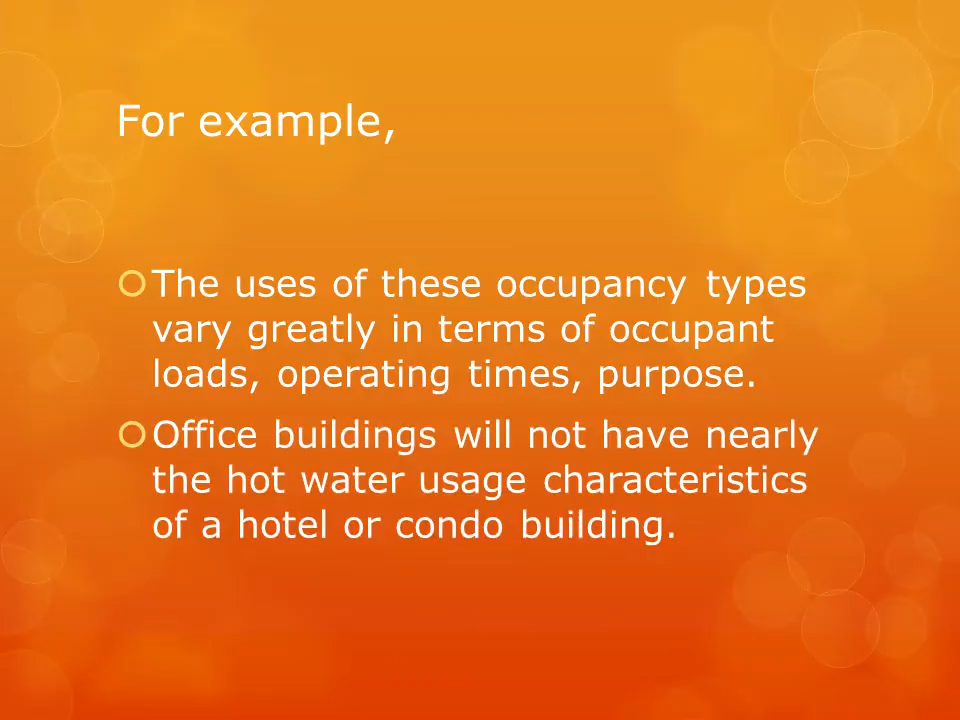 For example,
The uses of these occupancy types
vary greatly in terms of occupant
loads, operating times, purpose.
Office buildings will not have nearly
the hot water usage characteristics
of a hotel or condo building.